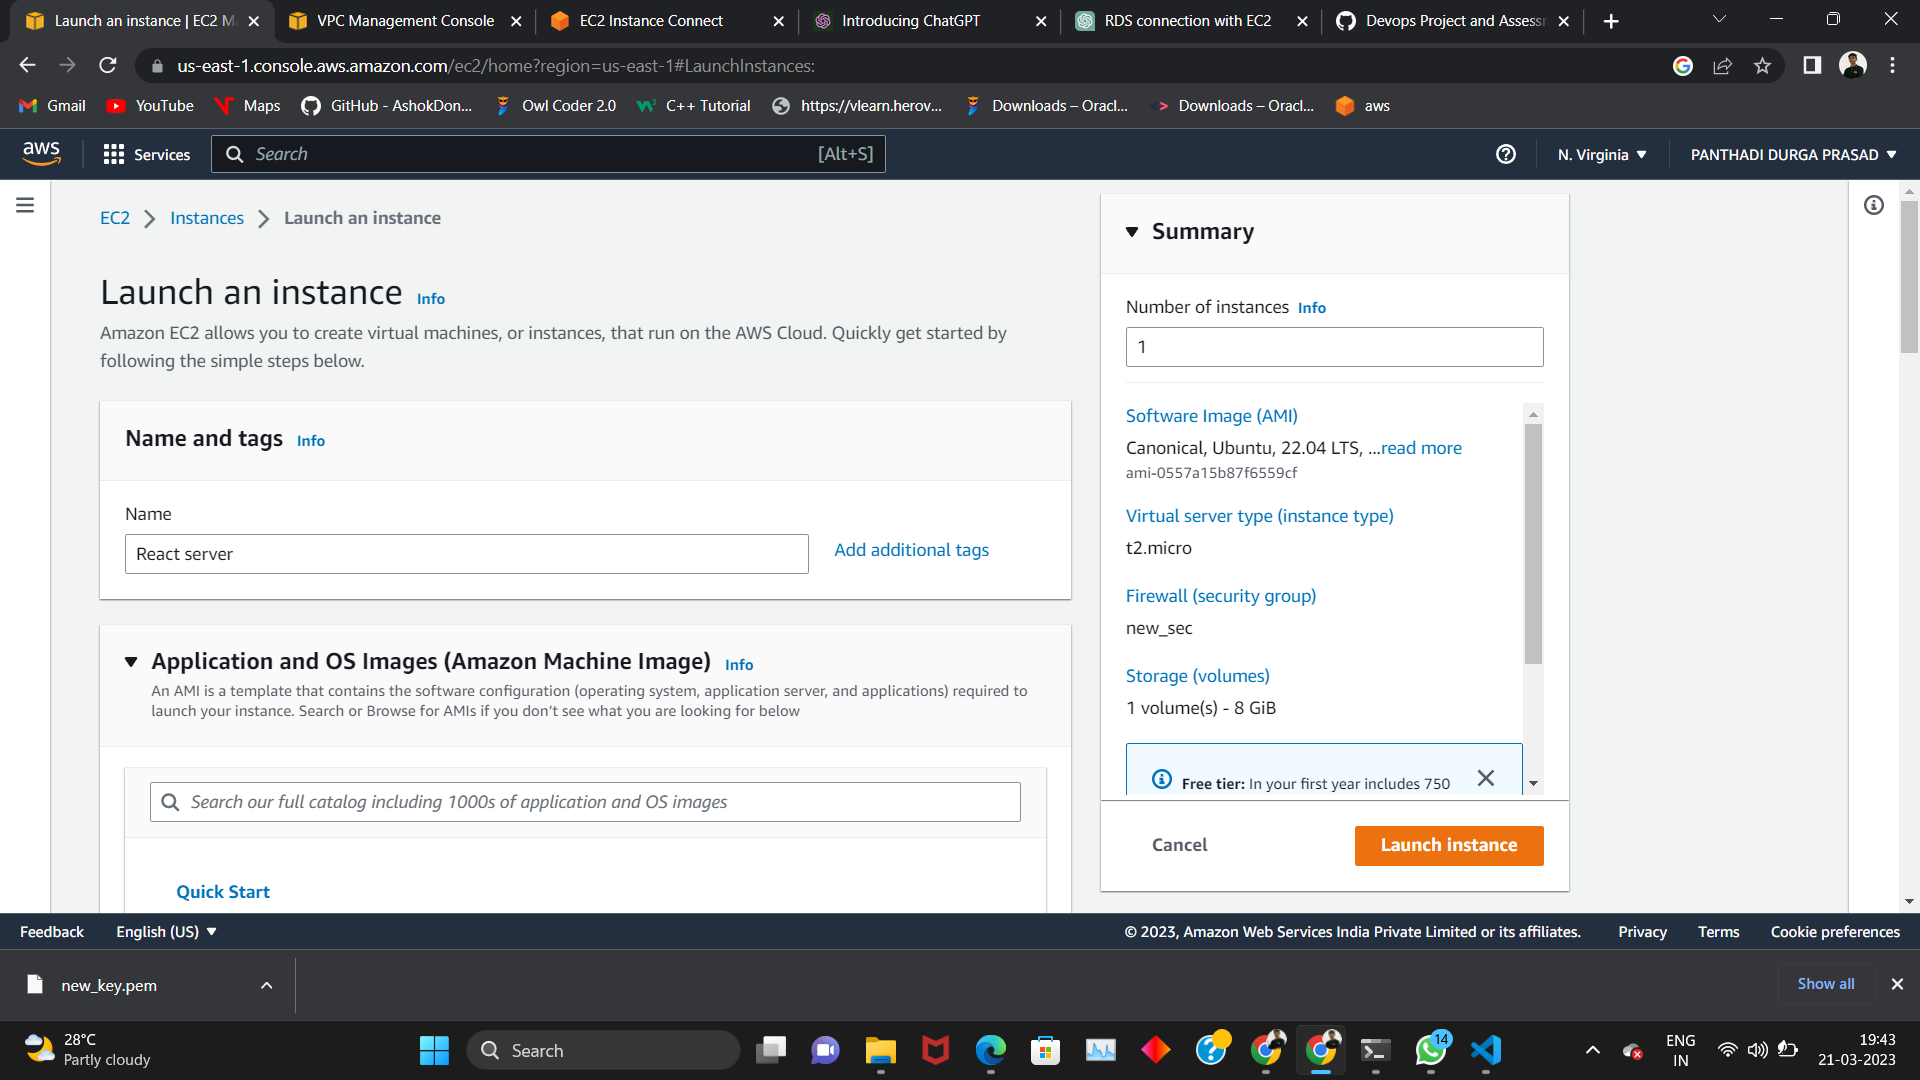 Launch an instance | EC2 M
VPC Management Console
EC2 Instance Connect
Introducing ChatGPT
RDS connection with EC2
Devops Project and Assess
us-east-1.console.aws.amazon.com/ec2/home?region=us-east-1#LaunchInstances:
Gmail
YouTube
Maps
GitHub - AshokDon...
Owl Coder 2.0
C++ Tutorial
https://vlearn.herov...
Downloads – Oracl...
Downloads – Oracl...
aws
aws
Services
Search
[Alt+S]
N. Virginia
PANTHADI DURGA PRASAD
EC2
Instances
Launch an instance
Launch an instance Info
Amazon EC2 allows you to create virtual machines, or instances, that run on the AWS Cloud. Quickly get started by
following the simple steps below.
Name and tags Info
Name
React server
Add additional tags
Application and OS Images (Amazon Machine Image) Info
An AMI is a template that contains the software configuration (operating system, application server, and applications) required to
launch your instance. Search or Browse for AMIs if you don't see what you are looking for below
Search our full catalog including 1000s of application and OS images
Quick Start
Summary
Number of instances Info
1
Software Image (AMI)
Canonical, Ubuntu, 22.04 LTS, ...read more
ami-0557a15b87f6559cf
Virtual server type (instance type)
t2.micro
Firewall (security group)
new_sec
Storage (volumes)
1 volume(s) - 8 GiB
Free tier: In your first year includes 750
Cancel
Launch instance
Feedback
English (US)
© 2023, Amazon Web Services India Private Limited or its affiliates.
Privacy
Terms
Cookie preferences
new_key.pem
Show all
28°C
Partly cloudy
Search
14
ENG
IN
19:43
21-03-2023